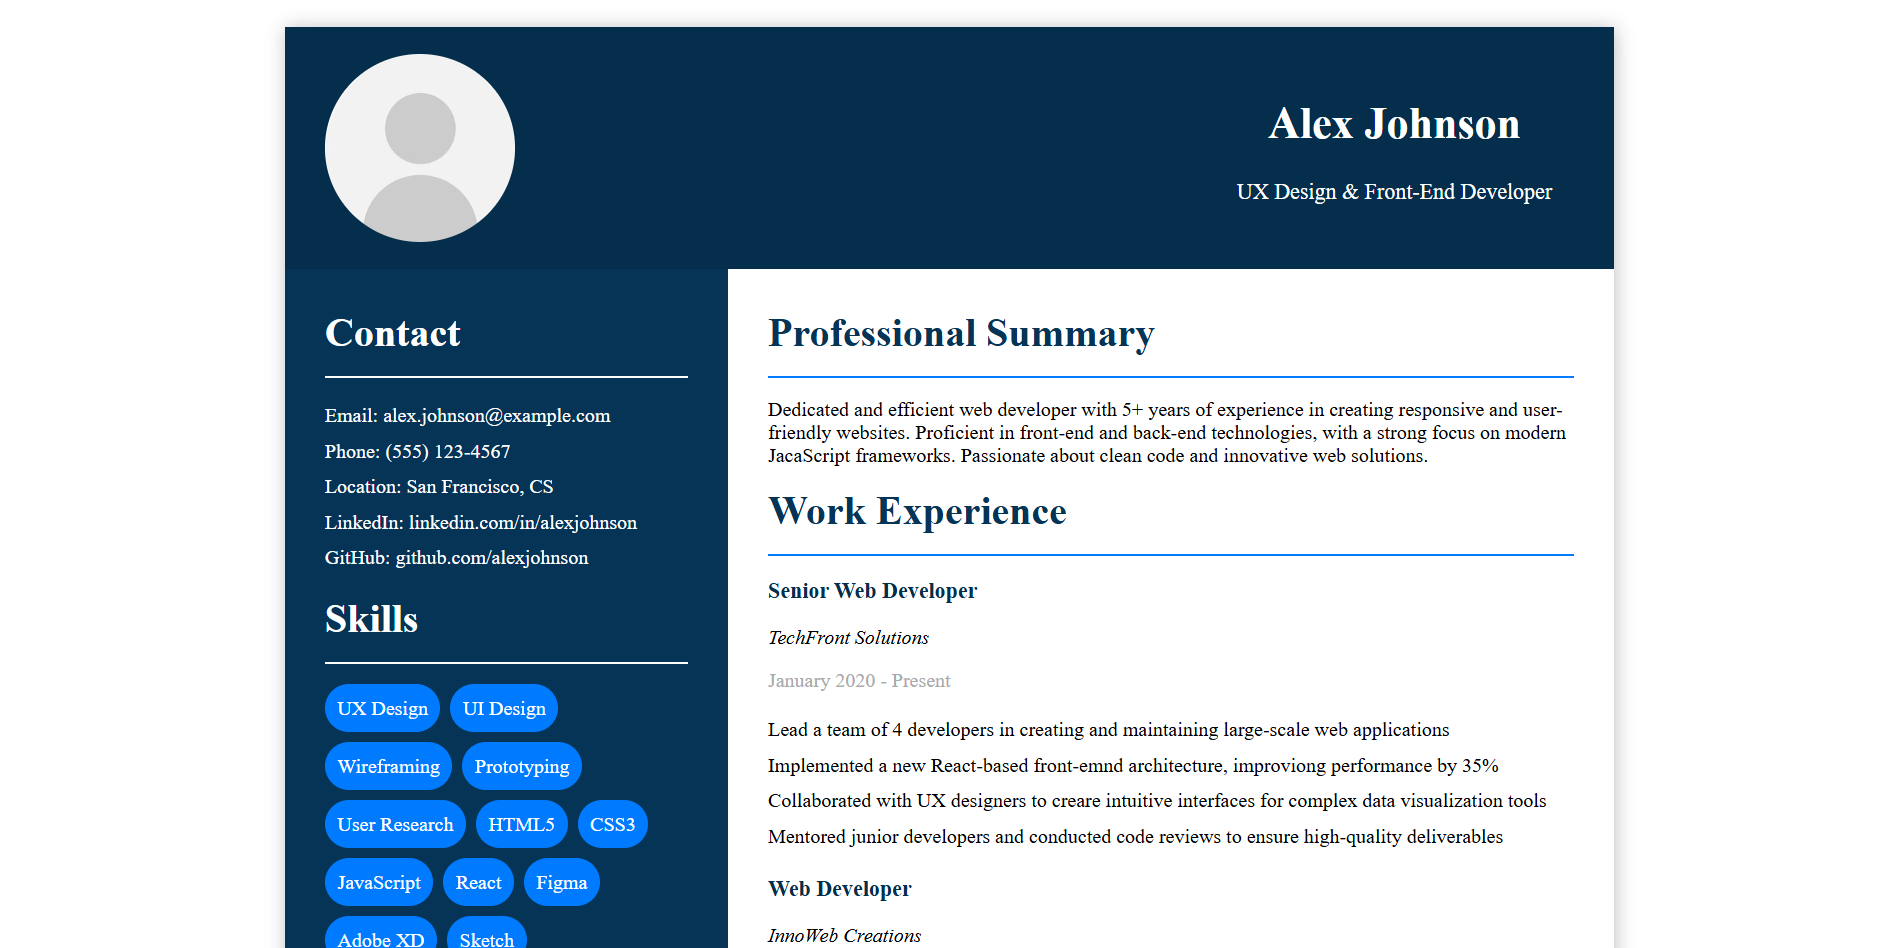 Alex Johnson
UX Design & Front-End Developer
Contact
Email: alex.johnson@example.com
Phone: (555) 123-4567
Location: San Francisco, CS
LinkedIn: linkedin.com/in/alexjohnson
GitHub: github.com/alexjohnson
Skills
UX Design UI Design
Wireframing Prototyping
User Research HTML5 CSS3
JavaScript React Figma
Adobe XD Sketch
Professional Summary
Dedicated and efficient web developer with 5+ years of experience in creating responsive and user-
friendly websites. Proficient in front-end and back-end technologies, with a strong focus on modern
JacaScript frameworks. Passionate about clean code and innovative web solutions.
Work Experience
Senior Web Developer
TechFront Solutions
January 2020 - Present
Lead a team of 4 developers in creating and maintaining large-scale web applications
Implemented a new React-based front-emnd architecture, improviong performance by 35%
Collaborated with UX designers to creare intuitive interfaces for complex data visualization tools
Mentored junior developers and conducted code reviews to ensure high-quality deliverables
Web Developer
InnoWeb Creations